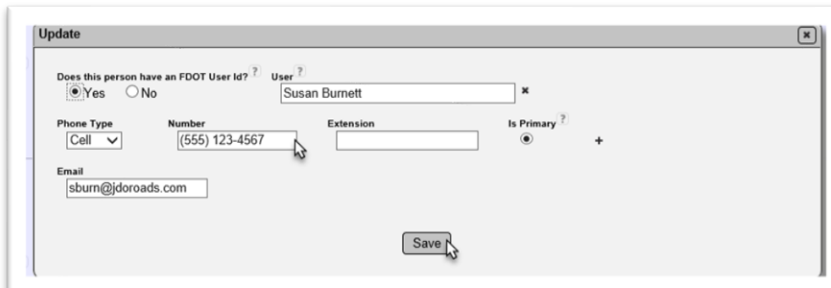 Update
Does this person have an FDOT User Id? ? User ?
Yes No Susan Burnett
Phone Type Number Extension Is Primary ?
Cell (555) 123-4567
Email
sburn@jdoroads.com
Save